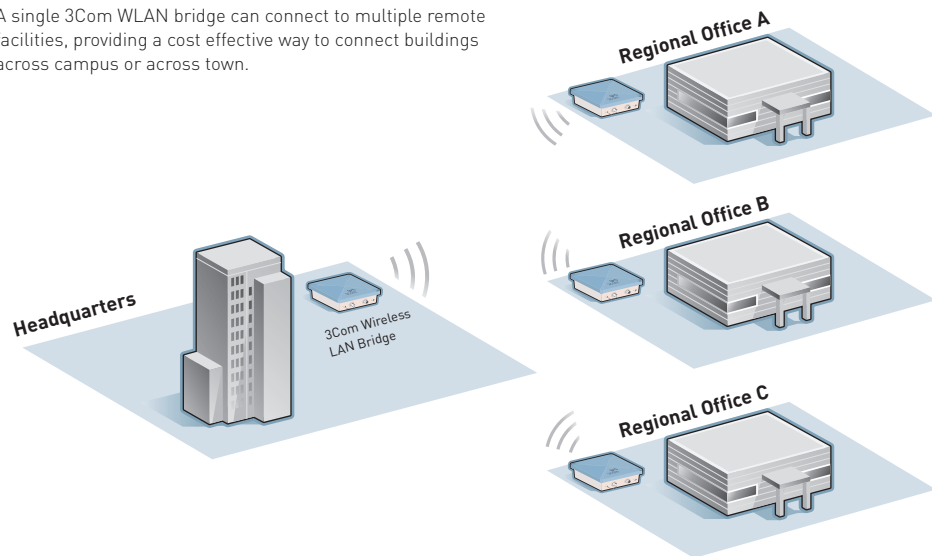 A single 3Com WLAN bridge can connect to multiple remote
facilities, providing a cost effective way to connect buildings
across campus or across town.
Regional Office A
Regional Office B
Headquarters
3Com Wireless
LAN Bridge
Regional Office C